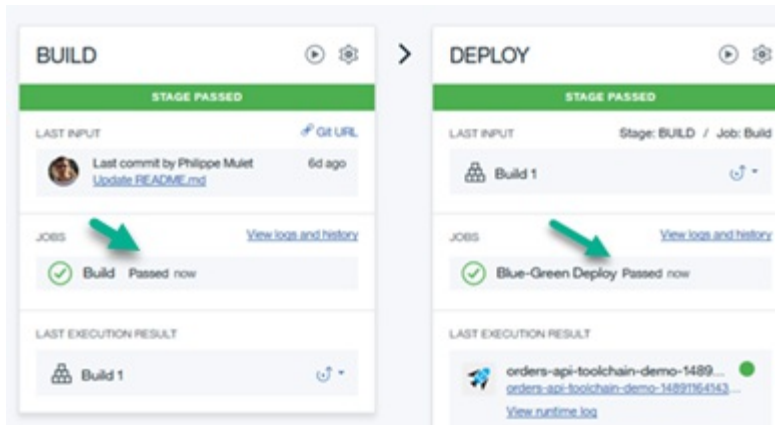 BUILD
STAGE PASSED
LAST INPUT
Git URL
Last commit by Philippe Mulet
6d ago
Update README.md
JOBS
View logs and history
Build Passed now
LAST EXECUTION RESULT
Build 1
DEPLOY
STAGE PASSED
LAST INPUT
Stage: BUILD / Job: Build
Build 1
JOBS
View logs and history
Blue-Green Deploy Passed now
LAST EXECUTION RESULT
orders-api-toolchain-demo-1489...
orders-api-toolchain-demo-14891164143...
View runtime log